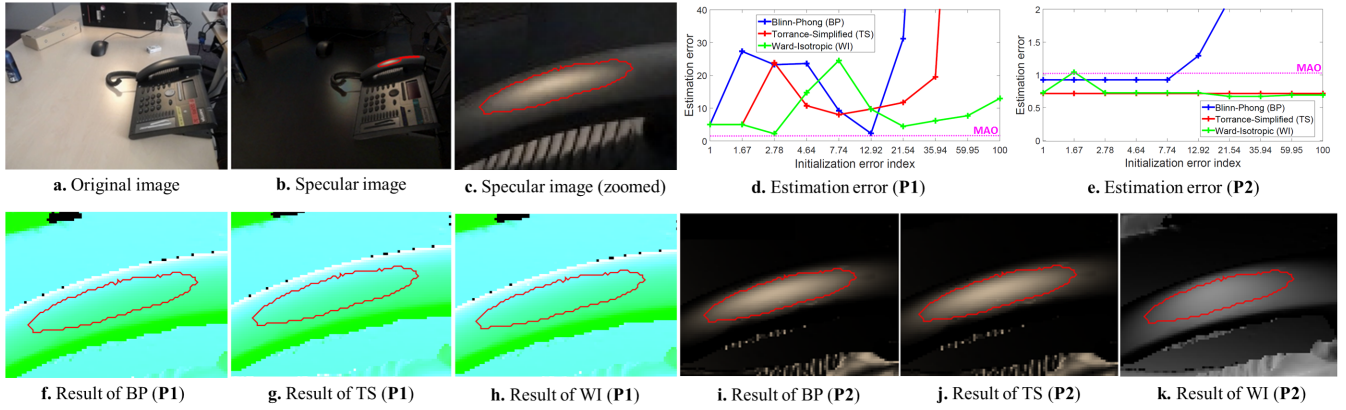 a. Original image
b. Specular image
c. Specular image (zoomed)
Estimation error
40
30
20
10
0
Blinn-Phong (BP)
Torrance-Simplified (TS)
Ward-Isotropic (WI)
MAO
1 1.67 2.78 4.64 7.74 12.92 21.54 35.94 59.95 100
Initialization error index
d. Estimation error (P1)
Estimation error
2
1.5
1
0.5
0
MAO
Blinn-Phong (BP)
Torrance-Simplified (TS)
Ward-Isotropic (WI)
1 1.67 2.78 4.64 7.74 12.92 21.54 35.94 59.95 100
Initialization error index
e. Estimation error (P2)
f. Result of BP (P1)
g. Result of TS (P1)
h. Result of WI (P1)
i. Result of BP (P2)
j. Result of TS (P2)
k. Result of WI (P2)